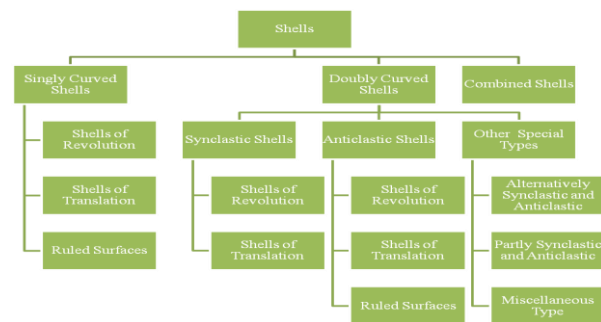 Shells
Singly Curved
Shells
Doubly Curved
Shells
Combined Shells
Shells of
Revolution
Shells of
Translation
Ruled Surfaces
Synclastic Shells
Shells of
Revolution
Shells of
Translation
Anticlastic Shells
Shells of
Revolution
Shells of
Translation
Ruled Surfaces
Other Special
Types
Alternatively
Synclastic and
Anticlastic
Partly Synclastic
and Anticlastic
Miscellaneous
Type